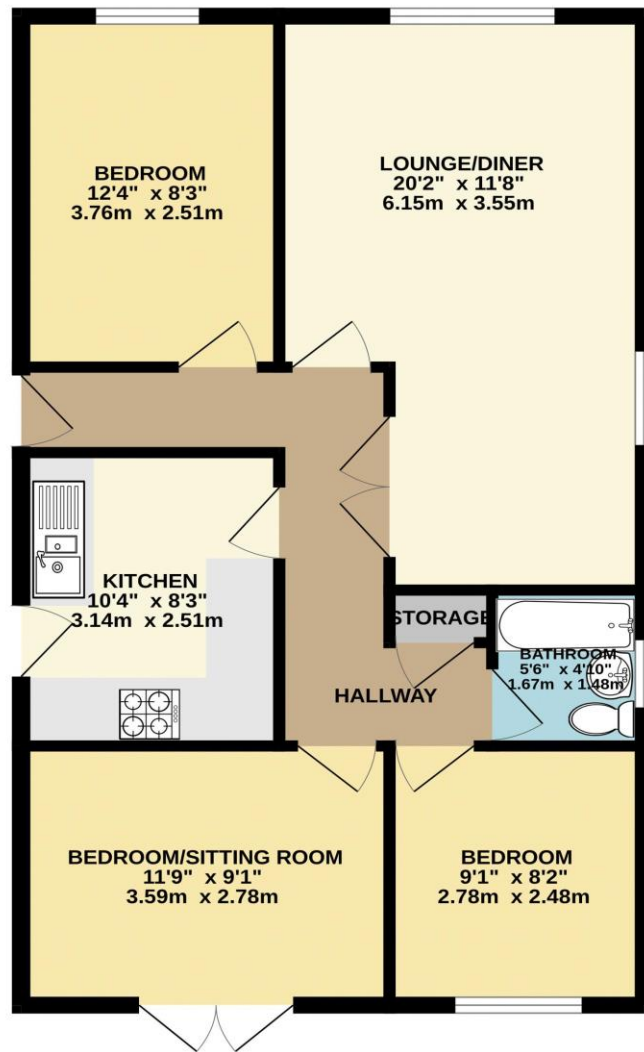 BEDROOM
12'4" x 8'3"
3.76m x 2.51m
LOUNGE/DINER
20'2" x 11'8"
6.15m x 3.55m
KITCHEN
10'4" x 8'3"
3.14m x 2.51m
STORAGE
BATHROOM
5'6" x 4'10"
1.67m x 1.48m
HALLWAY
BEDROOM/SITTING ROOM
11'9" x 9'1"
3.59m x 2.78m
BEDROOM
9'1" x 8'2"
2.78m x 2.48m